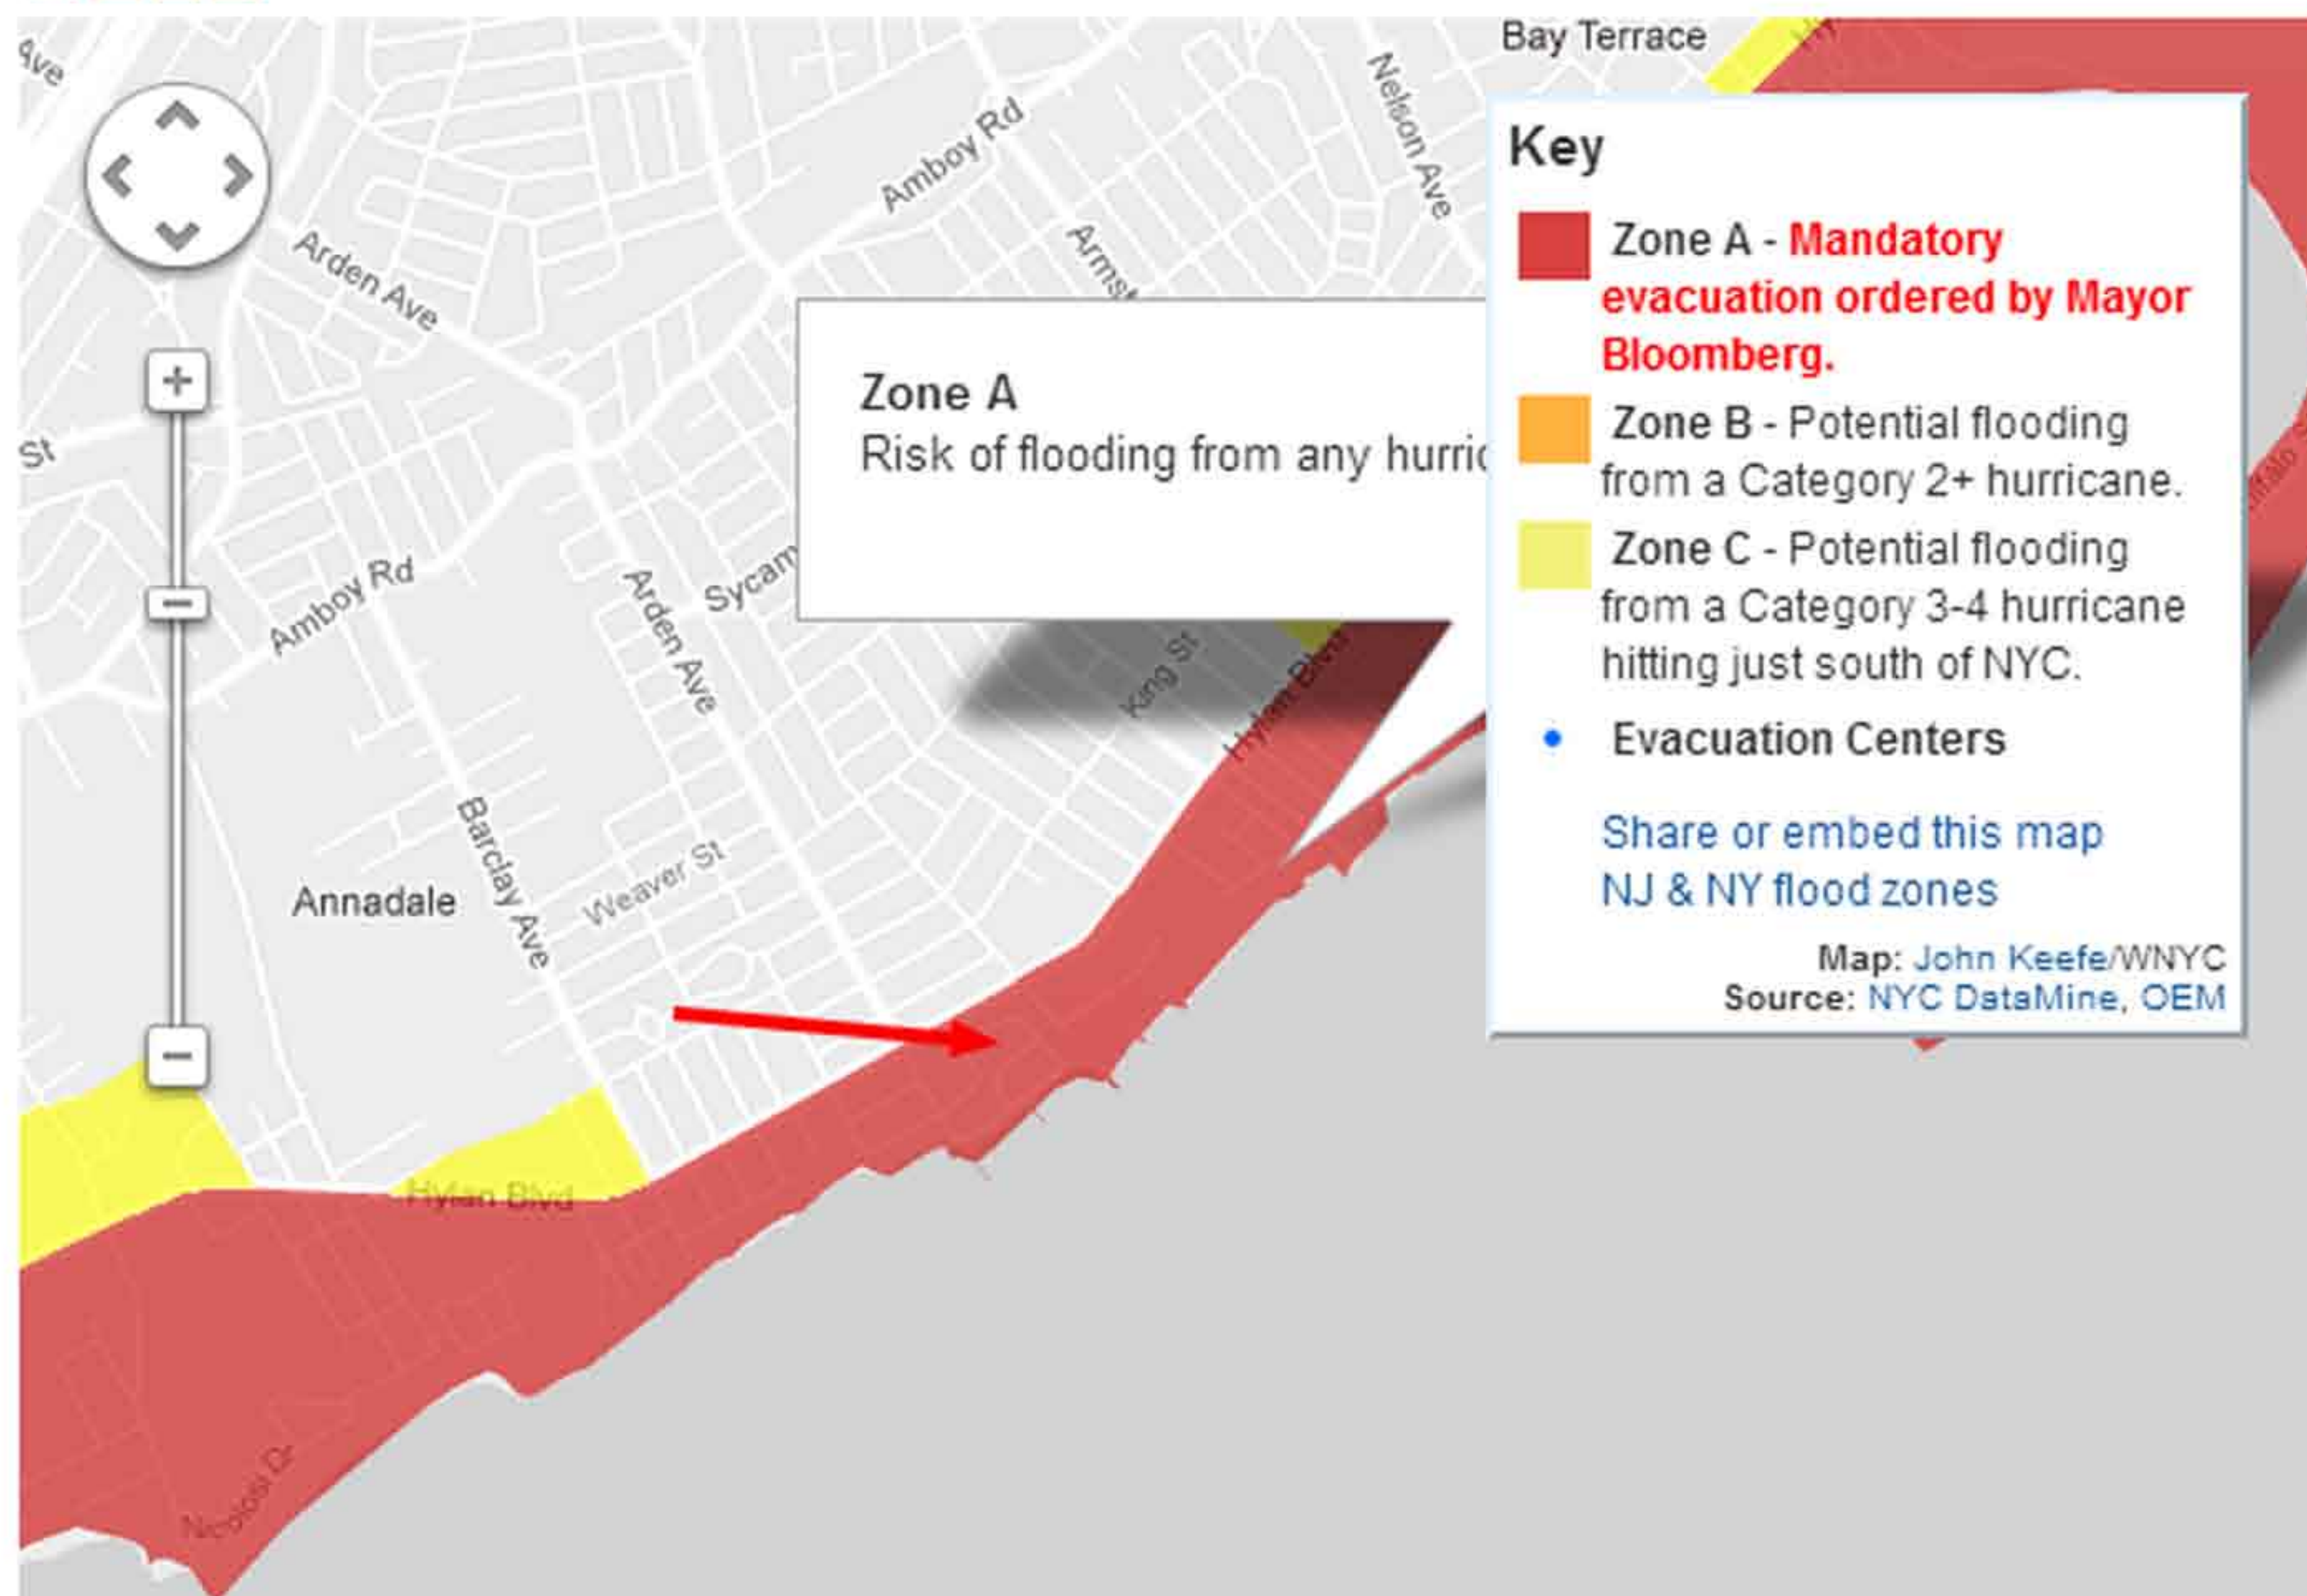 Ave
Bay Terrace
Nelson Ave
Amboy Rd
Arden Ave
St
Zone A
Risk of flooding from any
Amboy Rd
Arden Ave
King St
Hylan Blvd
Barclay Ave
Weaver St
Annadale
Hylan Blvd
Nicolosi Dr
Key
Zone A - Mandatory
evacuation ordered by Mayor
Bloomberg.
Zone B - Potential flooding
from a Category 2+ hurricane.
Zone C - Potential flooding
from a Category 3-4 hurricane
hitting just south of NYC.
Evacuation Centers
Share or embed this map
NJ & NY flood zones
Map: John Keefe/WNYC
Source: NYC DataMine, OEM